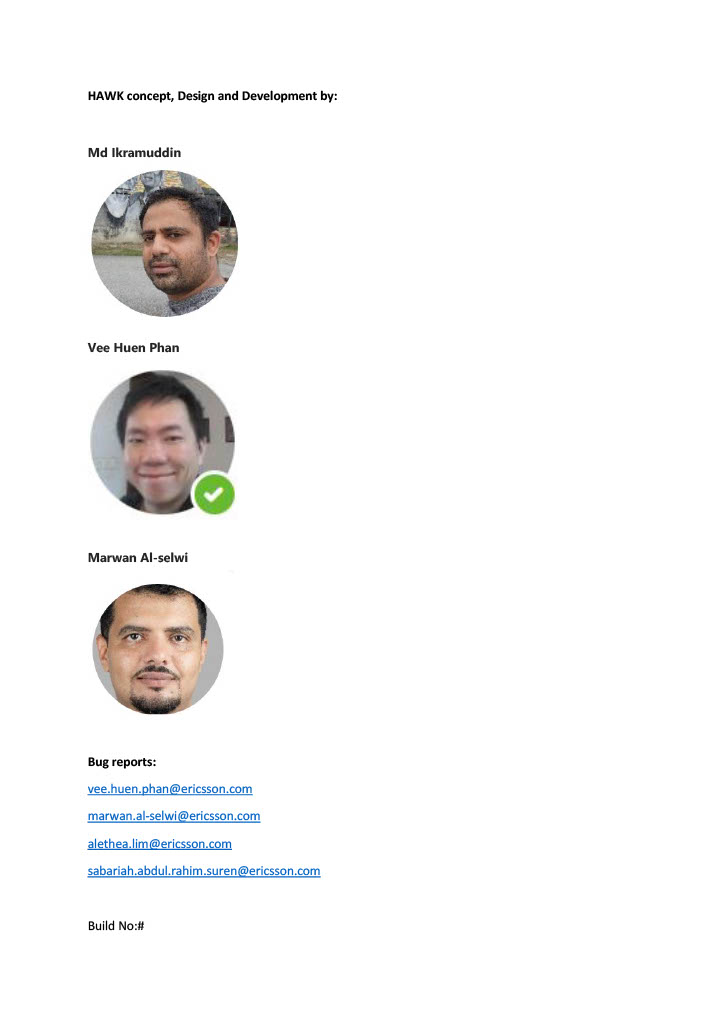 HAWK concept, Design and Development by:
Md Ikramuddin
Vee Huen Phan
Marwan Al-selwi
Bug reports:
vee.huen.phan@ericsson.com
marwan.al-selwi@ericsson.com
alethea.lim@ericsson.com
sabariah.abdul.rahim.suren@ericsson.com
Build No:#